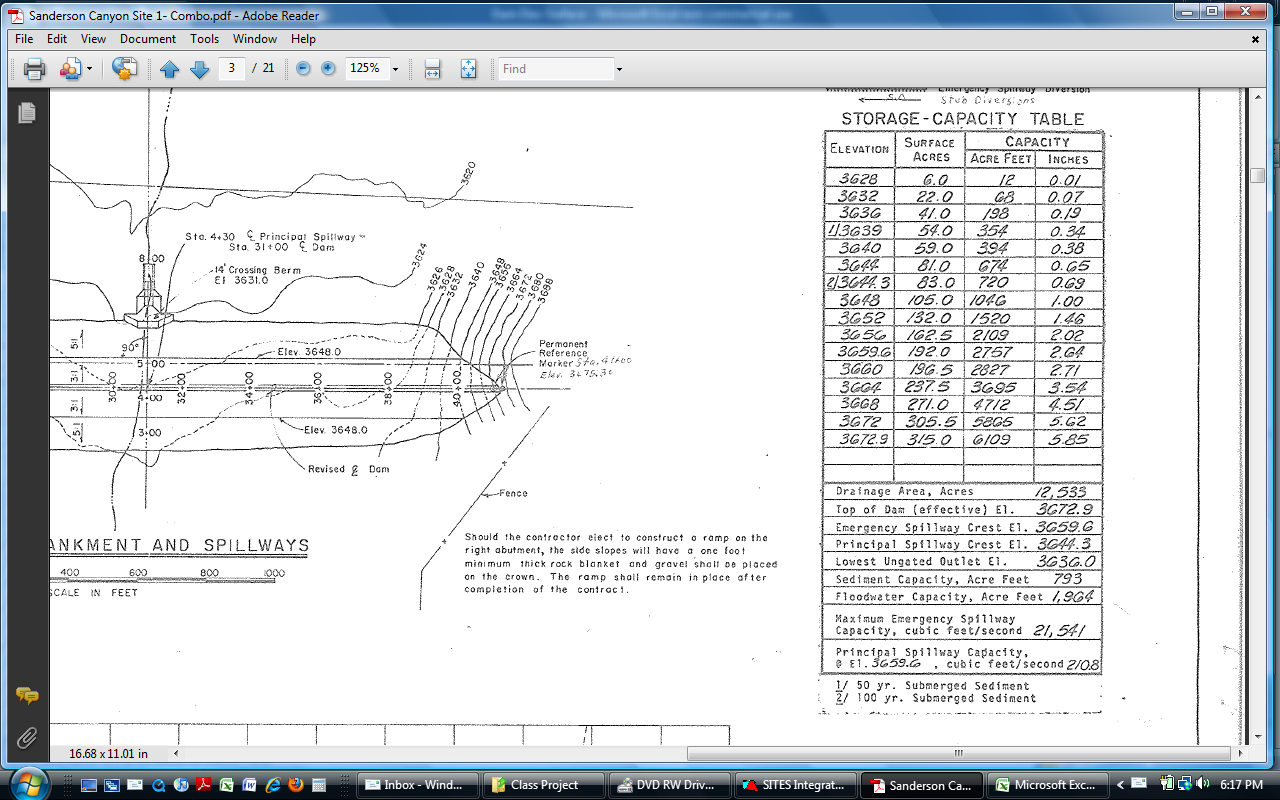 Sanderson Canyon Site 1- Combo.pdf - Adobe Reader
File Edit View Document Tools Window Help
3 / 21 125% Find
Emergency Spillway Diversion
S.D. Stub Diversions
STORAGE-CAPACITY TABLE
ELEVATION SURFACE ACRES CAPACITY
ACRE FEET INCHES
3628 6.0 12 0.01
3632 22.0 68 0.07
3636 41.0 198 0.19
1/3639 54.0 354 0.34
3640 59.0 394 0.38
3644 81.0 674 0.65
2/3644.3 83.0 720 0.69
3648 105.0 1046 1.00
3652 132.0 1520 1.46
3656 162.5 2109 2.02
3659.6 192.0 2757 2.64
3660 196.5 2827 2.71
3664 237.5 3695 3.54
3668 271.0 4712 4.51
3672 305.5 5865 5.62
3672.9 315.0 6109 5.85
Drainage Area, Acres 12,533
Top of Dam (effective) El. 3672.9
Emergency Spillway Crest El. 3659.6
Principal Spillway Crest El. 3644.3
Lowest Ungated Outlet El. 3636.0
Sediment Capacity, Acre Feet 793
Floodwater Capacity, Acre Feet 1,964
Maximum Emergency Spillway
Capacity, cubic feet/second 21,541
Principal Spillway Capacity,
@ El. 3659.6 , cubic feet/second 210.8
1/ 50 yr. Submerged Sediment
2/ 100 yr. Submerged Sediment
3620
Sta. 4+30 ℄ Principal Spillway =
Sta. 31+00 ℄ Dam
8+00
14' Crossing Berm
El 3631.0
3624
3626
3628
3632
3640
3648
3656
3664
3672
3680
3688
+90°
Elev. 3648.0
5+00
5:1
3:1
3:1
5:1
30+00
4+00
32+00
34+00
36+00
38+00
40+00
3+00
Elev. 3648.0
Permanent
Reference
Marker Sta. 41+00
Revised ℄ Dam
Fence
ANKMENT AND SPILLWAYS
400 600 800 1000
SCALE IN FEET
Should the contractor elect to construct a ramp on the
right abutment, the side slopes will have a one foot
minimum thick rock blanket and gravel shall be placed
on the crown. The ramp shall remain in place after
completion of the contract.
16.68 x 11.01 in
Inbox - Wind... Class Project DVD RW Driv... SITES Integrat... Sanderson Ca... Microsoft Exc... 6:17 PM